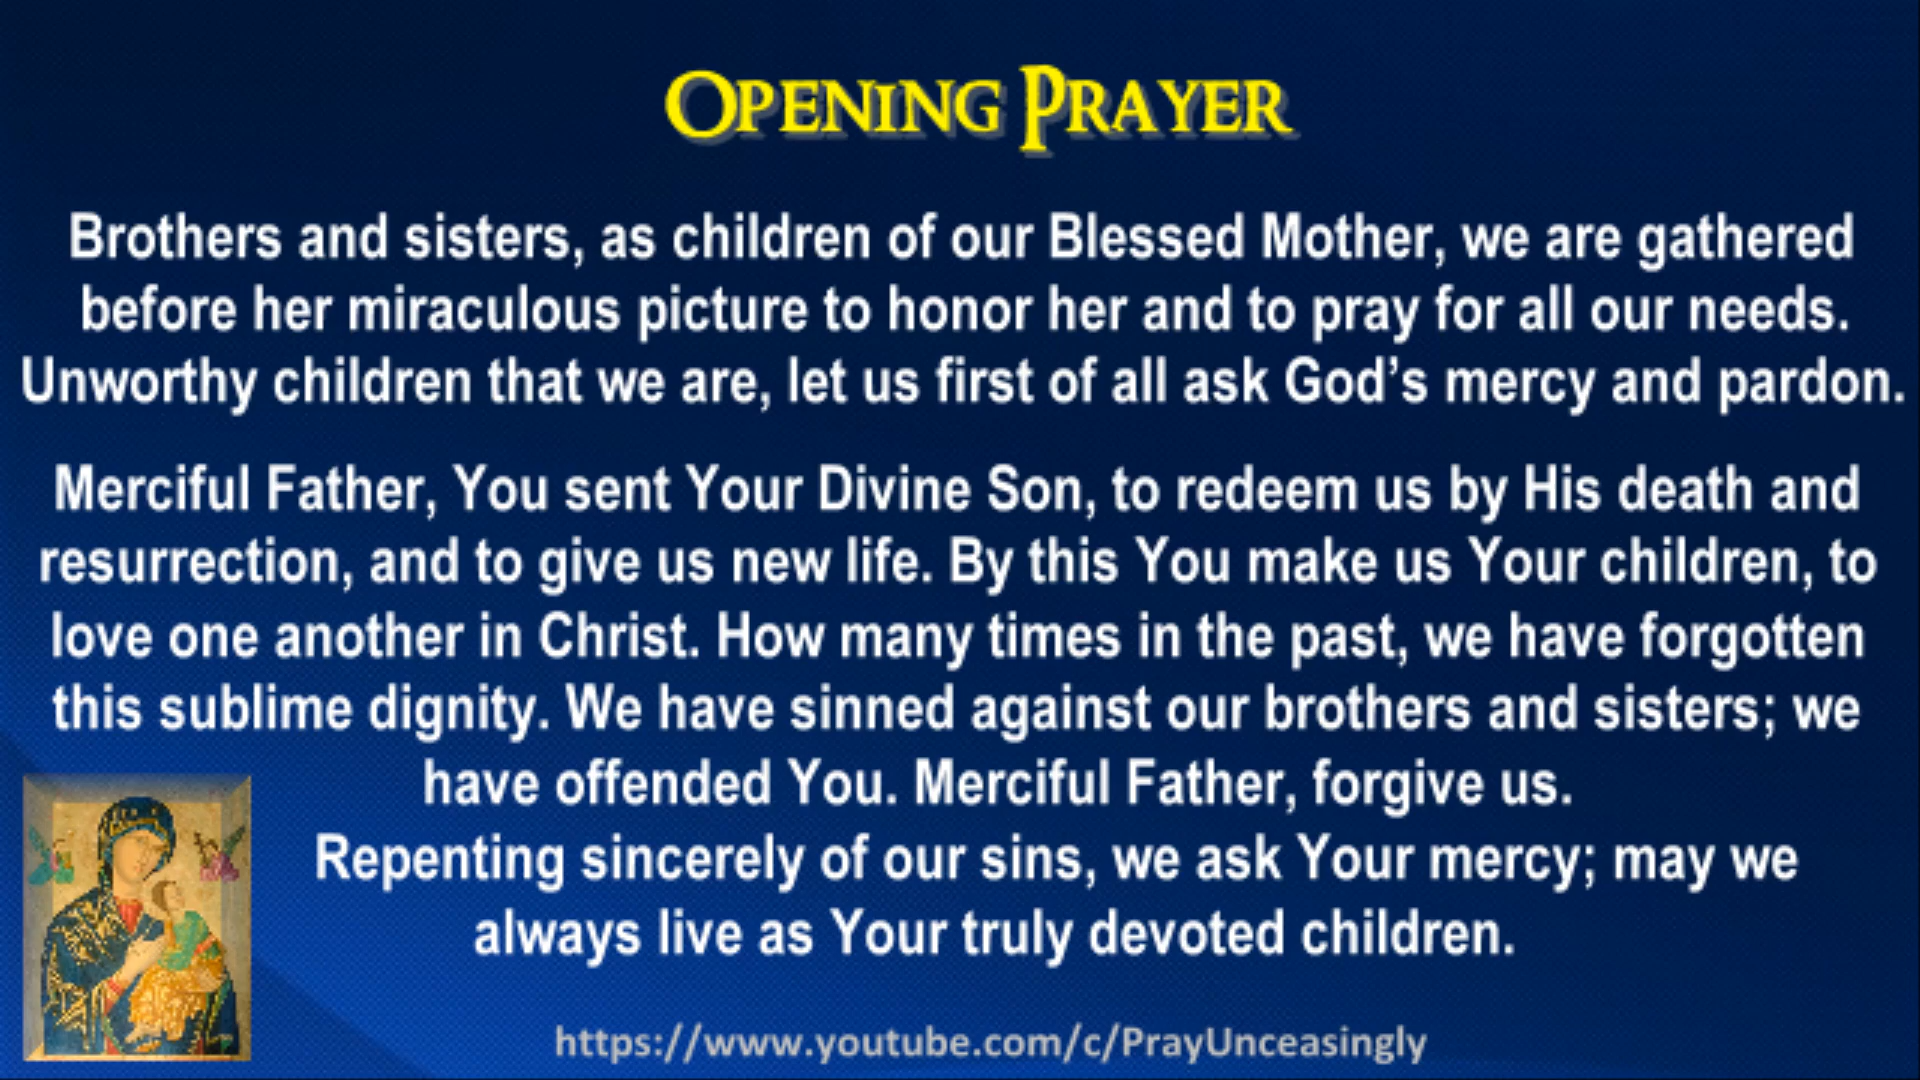 OPENING PRAYER
Brothers and sisters, as children of our Blessed Mother, we are gathered
before her miraculous picture to honor her and to pray for all our needs.
Unworthy children that we are, let us first of all ask God’s mercy and pardon.
Merciful Father, You sent Your Divine Son, to redeem us by His death and
resurrection, and to give us new life. By this You make us Your children, to
love one another in Christ. How many times in the past, we have forgotten
this sublime dignity. We have sinned against our brothers and sisters; we
have offended You. Merciful Father, forgive us.
Repenting sincerely of our sins, we ask Your mercy; may we
always live as Your truly devoted children.
https://www.youtube.com/c/PrayUnceasingly